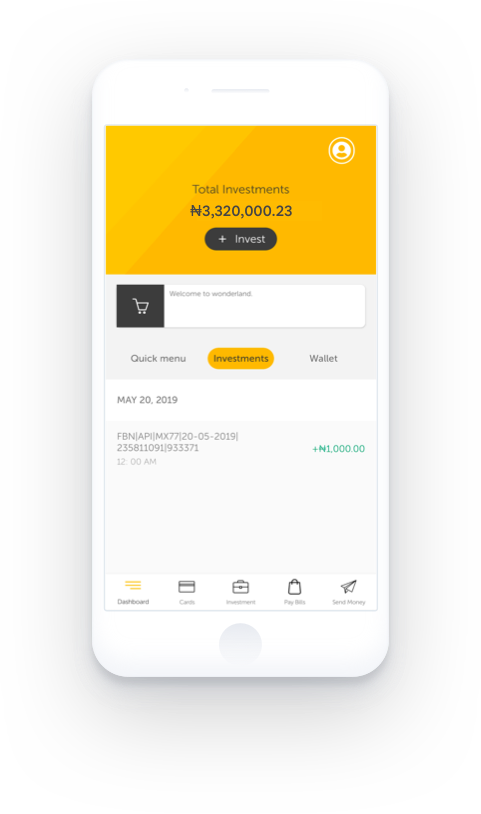 Total Investments
₦3,320,000.23
+ Invest
Welcome to wonderland.
Quick menu Investments Wallet
MAY 20, 2019
FBN|API|MX77|20-05-2019|
235811091|933371
+₦1,000.00
12: 00 AM
Dashboard Cards Investment Pay Bills Send Money